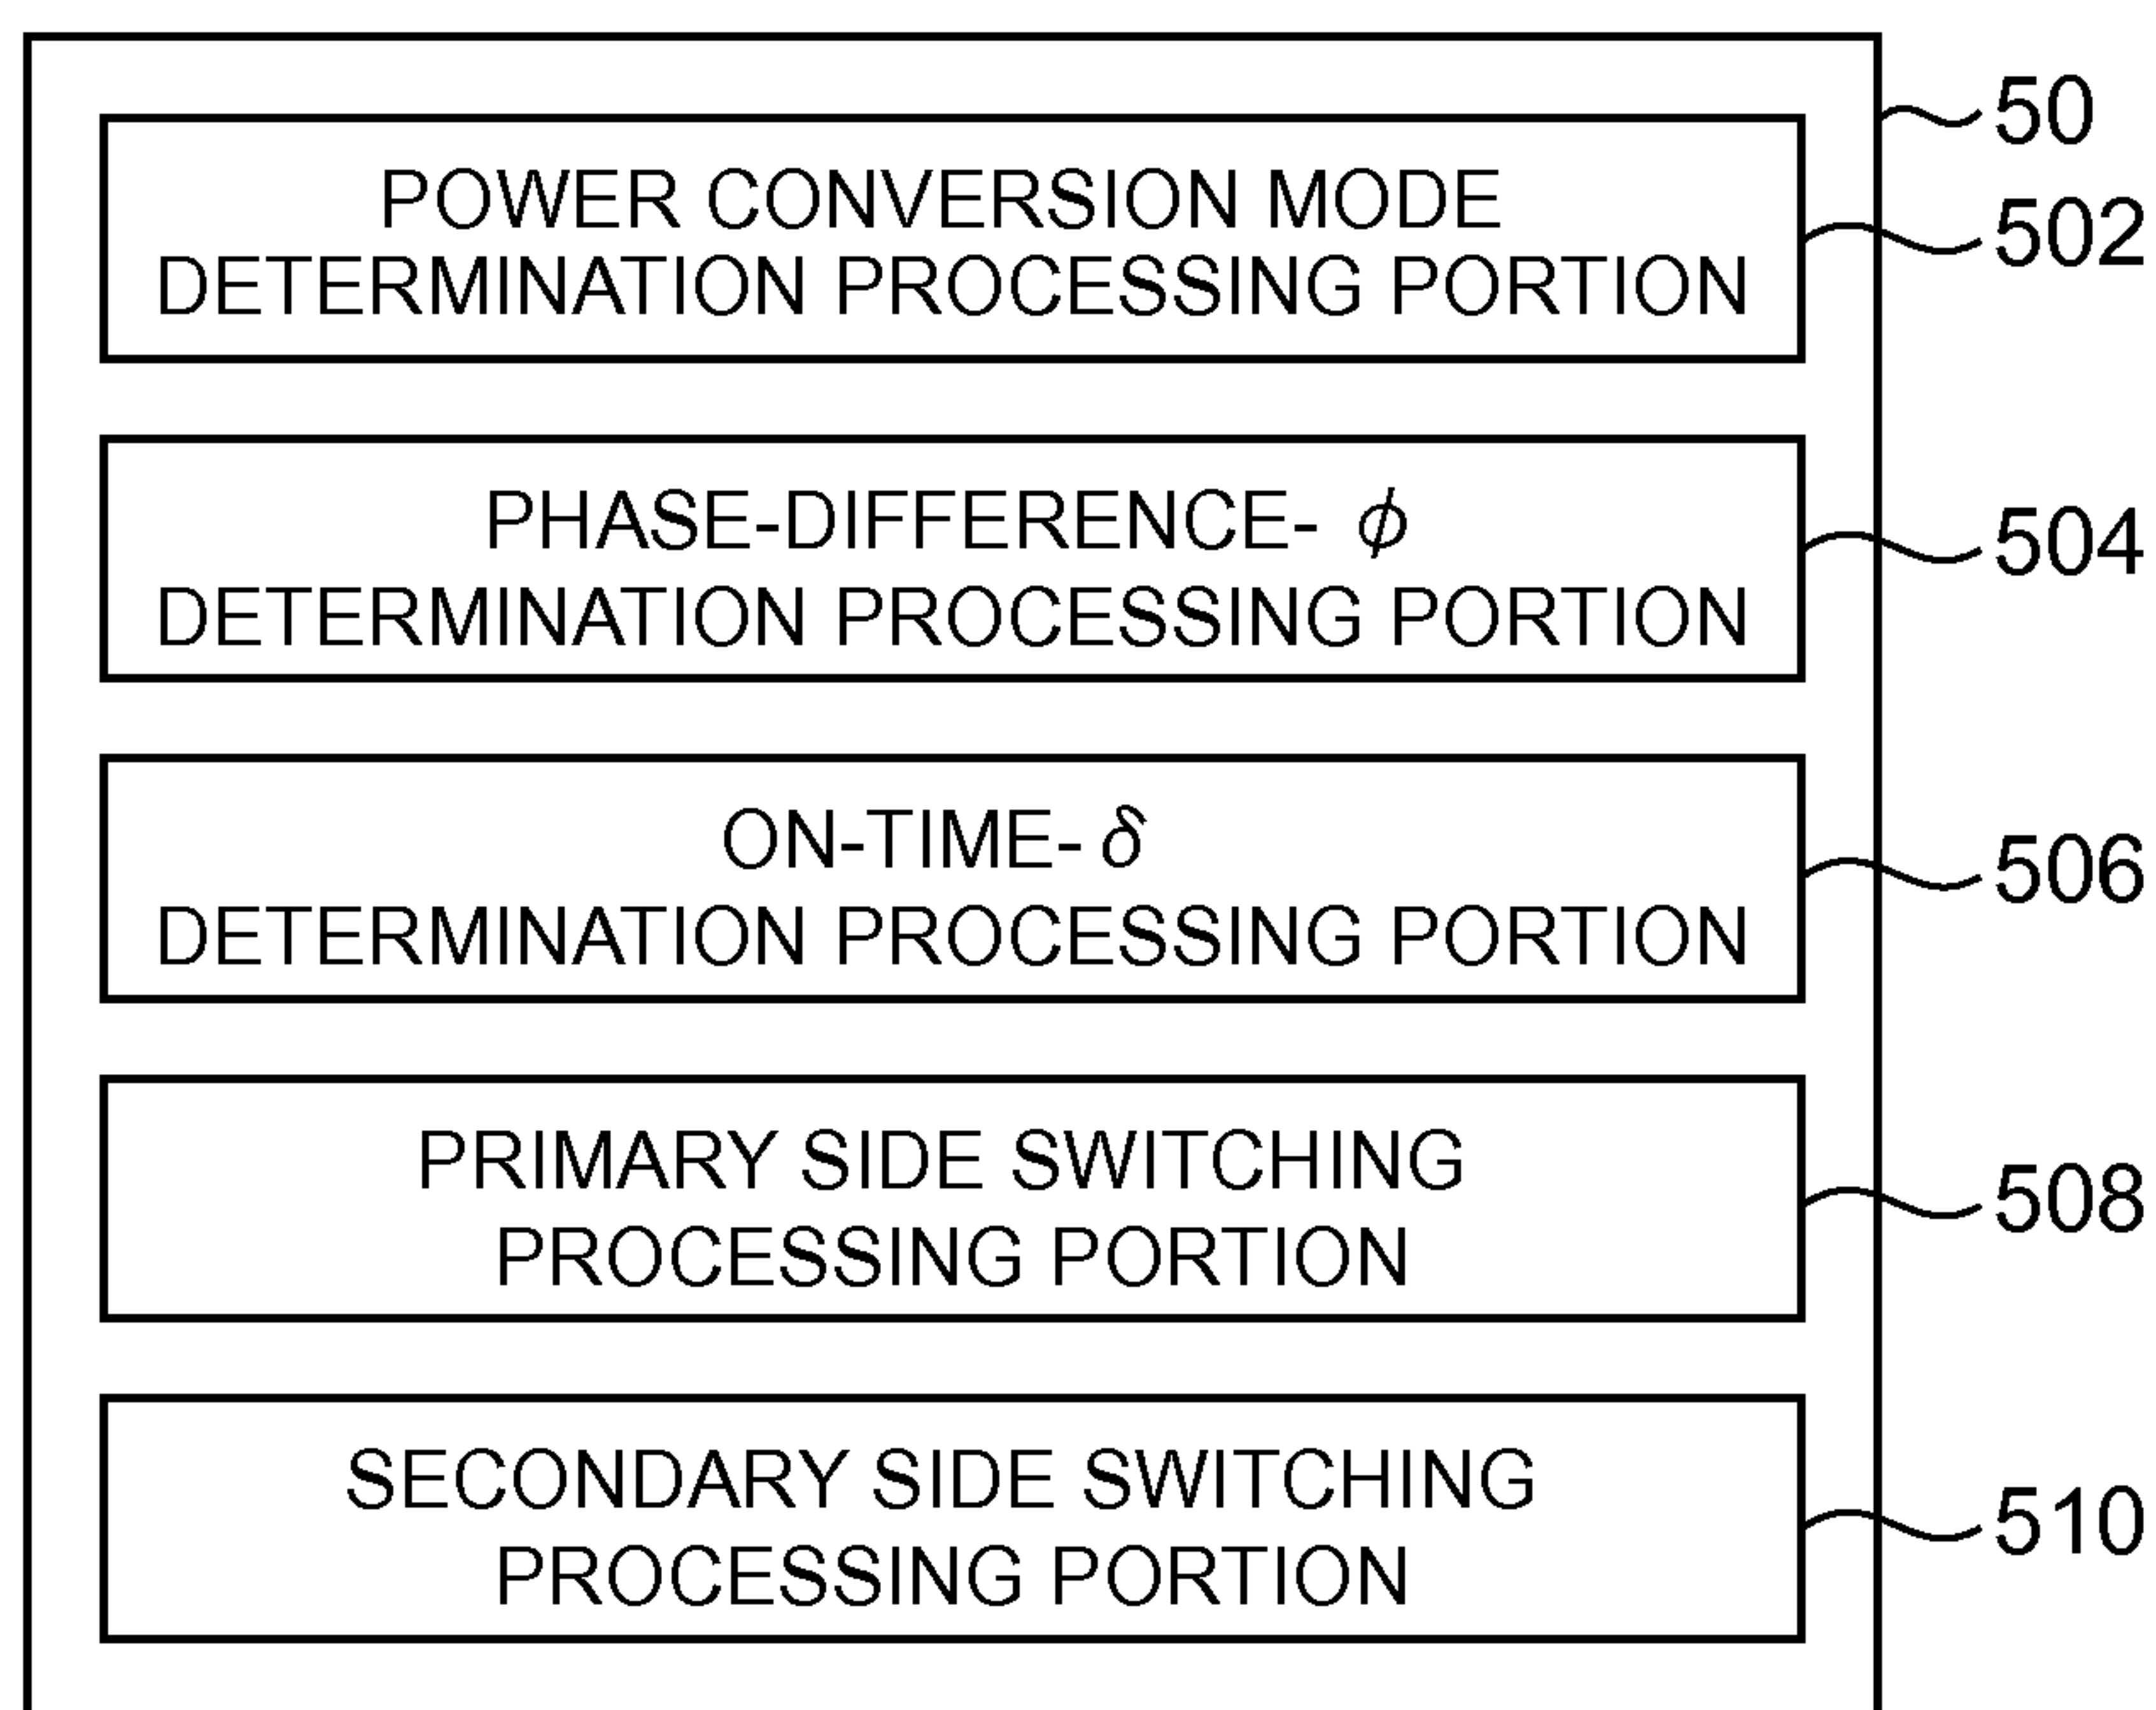 50
POWER CONVERSION MODE
DETERMINATION PROCESSING PORTION
502
PHASE-DIFFERENCE- ϕ
DETERMINATION PROCESSING PORTION
504
ON-TIME- δ
DETERMINATION PROCESSING PORTION
506
PRIMARY SIDE SWITCHING
PROCESSING PORTION
508
SECONDARY SIDE SWITCHING
PROCESSING PORTION
510